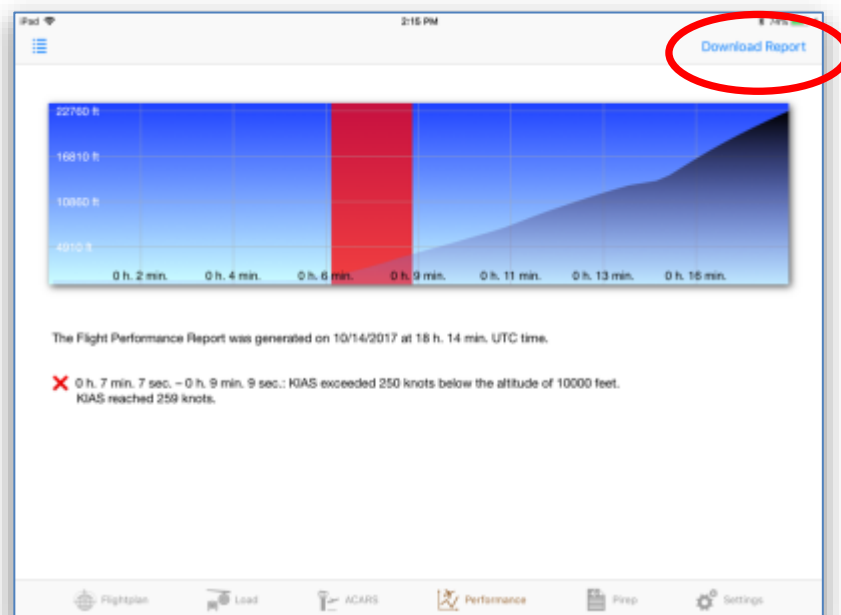 iPad
2:15 PM
74%
Download Report
22760 ft
16810 ft
10860 ft
4910 ft
0 h. 2 min. 0 h. 4 min. 0 h. 6 min. 0 h. 9 min. 0 h. 11 min. 0 h. 13 min. 0 h. 16 min.
The Flight Performance Report was generated on 10/14/2017 at 18 h. 14 min. UTC time.
0 h. 7 min. 7 sec. – 0 h. 9 min. 9 sec.: KIAS exceeded 250 knots below the altitude of 10000 feet.
KIAS reached 259 knots.
Flightplan Load ACARS Performance Pirep Settings